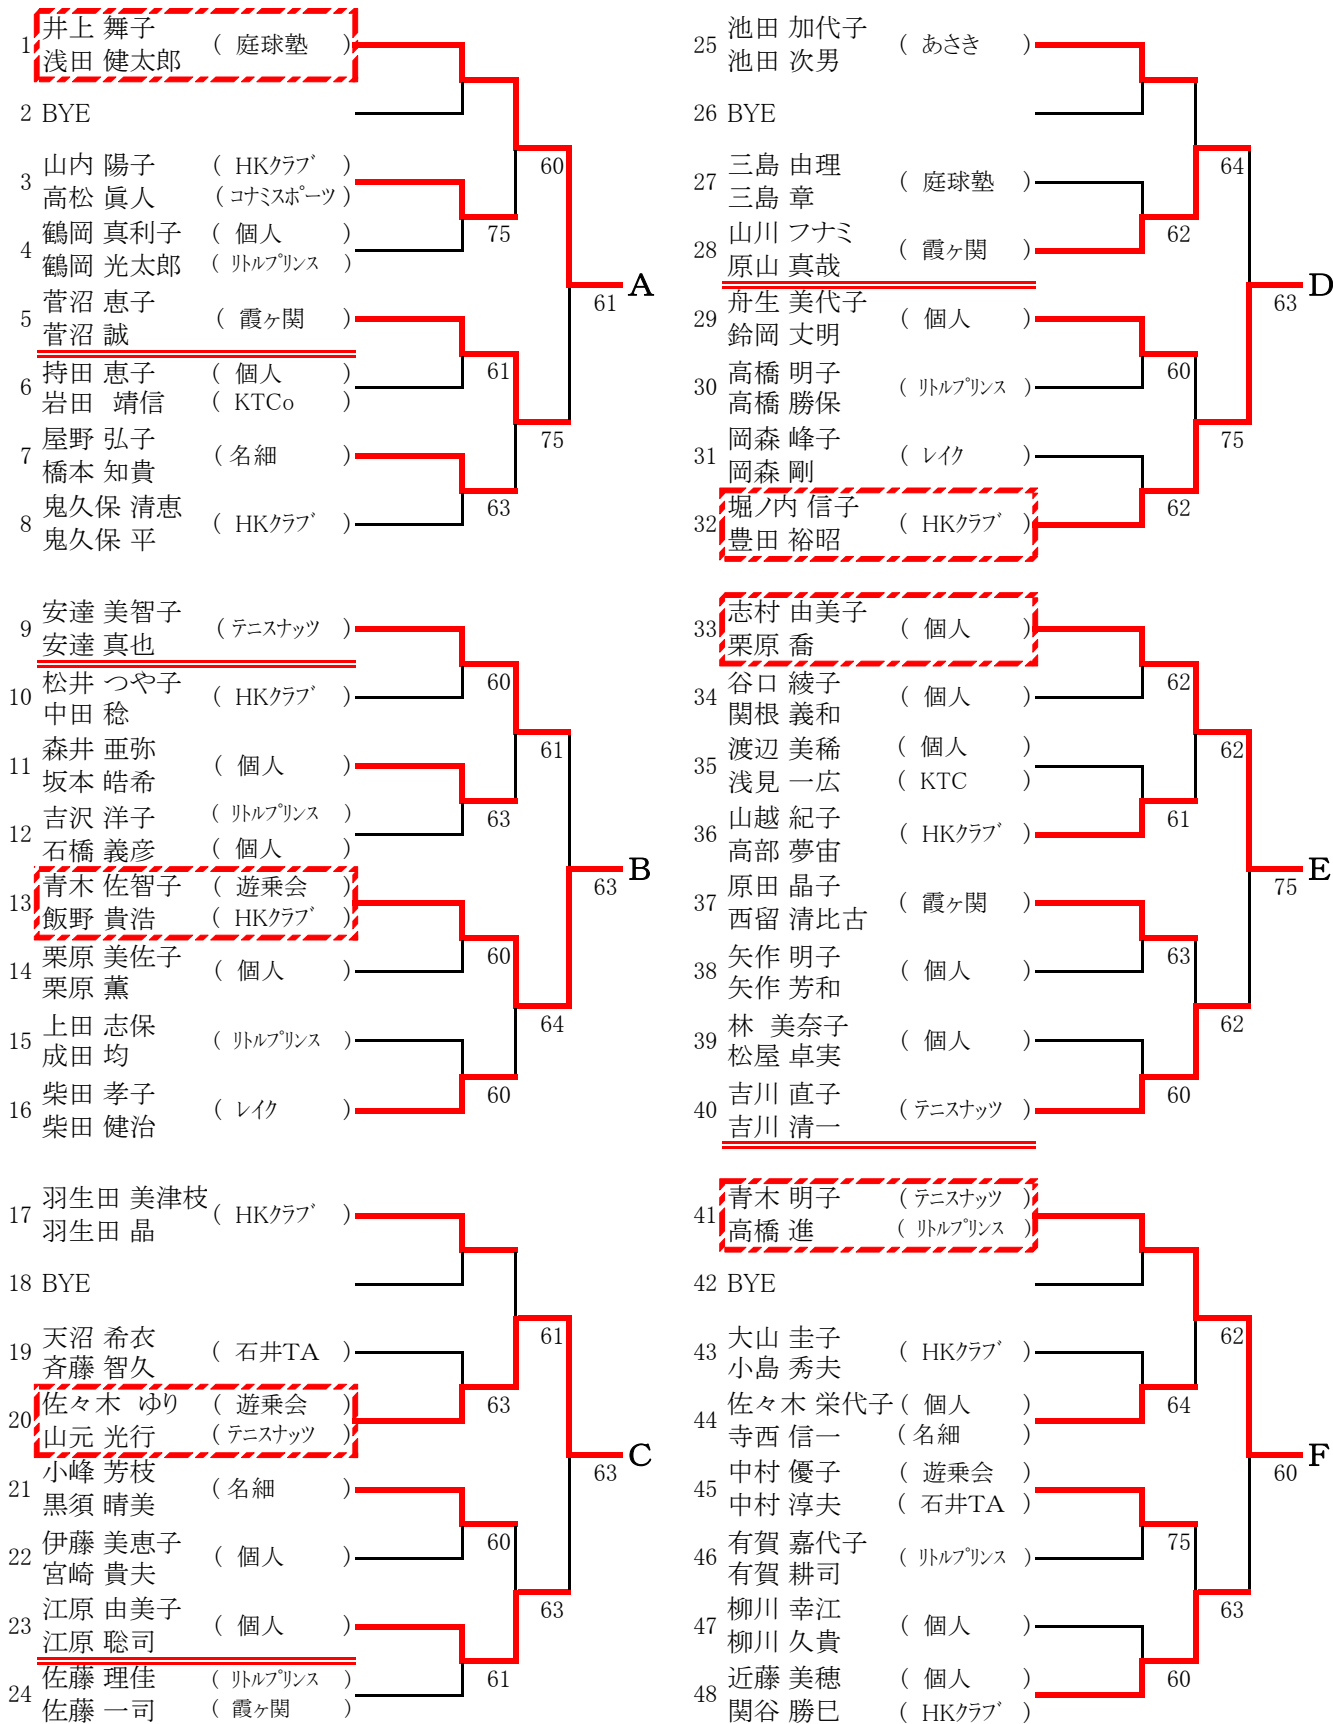 1 井上 舞子 ( 庭球塾 )
浅田 健太郎
2 BYE
60
山内 陽子 ( HKクラブ )
3
高松 眞人 ( コナミスポーツ )
75
鶴岡 真利子 ( 個人 )
4
鶴岡 光太郎 ( リトルプリンス )
A
61
菅沼 恵子
5 ( 霞ヶ関 )
菅沼 誠
61
持田 恵子 ( 個人 )
6
岩田 靖信 ( KTCo )
75
屋野 弘子
7 ( 名細 )
橋本 知貴
63
鬼久保 清恵
8 ( HKクラブ )
鬼久保 平
安達 美智子
9 ( テニスナッツ )
安達 真也
60
松井 つや子
10 ( HKクラブ )
中田 稔
61
森井 亜弥
11 ( 個人 )
坂本 皓希
63
吉沢 洋子 ( リトルプリンス )
12
石橋 義彦 ( 個人 )
B
63
青木 佐智子 ( 遊乗会 )
13
飯野 貴浩 ( HKクラブ )
60
栗原 美佐子
14 ( 個人 )
栗原 薫
64
上田 志保
15 ( リトルプリンス )
成田 均
60
柴田 孝子
16 ( レイク )
柴田 健治
羽生田 美津枝
17 ( HKクラブ )
羽生田 晶
18 BYE
61
天沼 希衣
19 ( 石井TA )
斉藤 智久
63
佐々木 ゆり ( 遊乗会 )
20
山元 光行 ( テニスナッツ )
C
63
小峰 芳枝
21 ( 名細 )
黒須 晴美
60
伊藤 美恵子
22 ( 個人 )
宮崎 貴夫
63
江原 由美子
23 ( 個人 )
江原 聡司
61
佐藤 理佳 ( リトルプリンス )
24
佐藤 一司 ( 霞ヶ関 )
池田 加代子
25 ( あさき )
池田 次男
26 BYE
64
三島 由理
27 ( 庭球塾 )
三島 章
62
山川 フナミ
28 ( 霞ヶ関 )
原山 真哉
D
63
舟生 美代子
29 ( 個人 )
鈴岡 丈明
60
高橋 明子
30 ( リトルプリンス )
高橋 勝保
75
岡森 峰子
31 ( レイク )
岡森 剛
62
堀ノ内 信子
32 ( HKクラブ )
豊田 裕昭
志村 由美子
33 ( 個人 )
栗原 喬
62
谷口 綾子
34 ( 個人 )
関根 義和
62
渡辺 美稀 ( 個人 )
35
浅見 一広 ( KTC )
61
山越 紀子
36 ( HKクラブ )
高部 夢宙
E
75
原田 晶子
37 ( 霞ヶ関 )
西留 清比古
63
矢作 明子
38 ( 個人 )
矢作 芳和
62
林 美奈子
39 ( 個人 )
松屋 卓実
60
吉川 直子
40 ( テニスナッツ )
吉川 清一
青木 明子 ( テニスナッツ )
41
高橋 進 ( リトルプリンス )
42 BYE
62
大山 圭子
43 ( HKクラブ )
小島 秀夫
64
佐々木 栄代子 ( 個人 )
44
寺西 信一 ( 名細 )
F
60
中村 優子 ( 遊乗会 )
45
中村 淳夫 ( 石井TA )
75
有賀 嘉代子
46 ( リトルプリンス )
有賀 耕司
63
柳川 幸江
47 ( 個人 )
柳川 久貴
60
近藤 美穂 ( 個人 )
48
関谷 勝巳 ( HKクラブ )